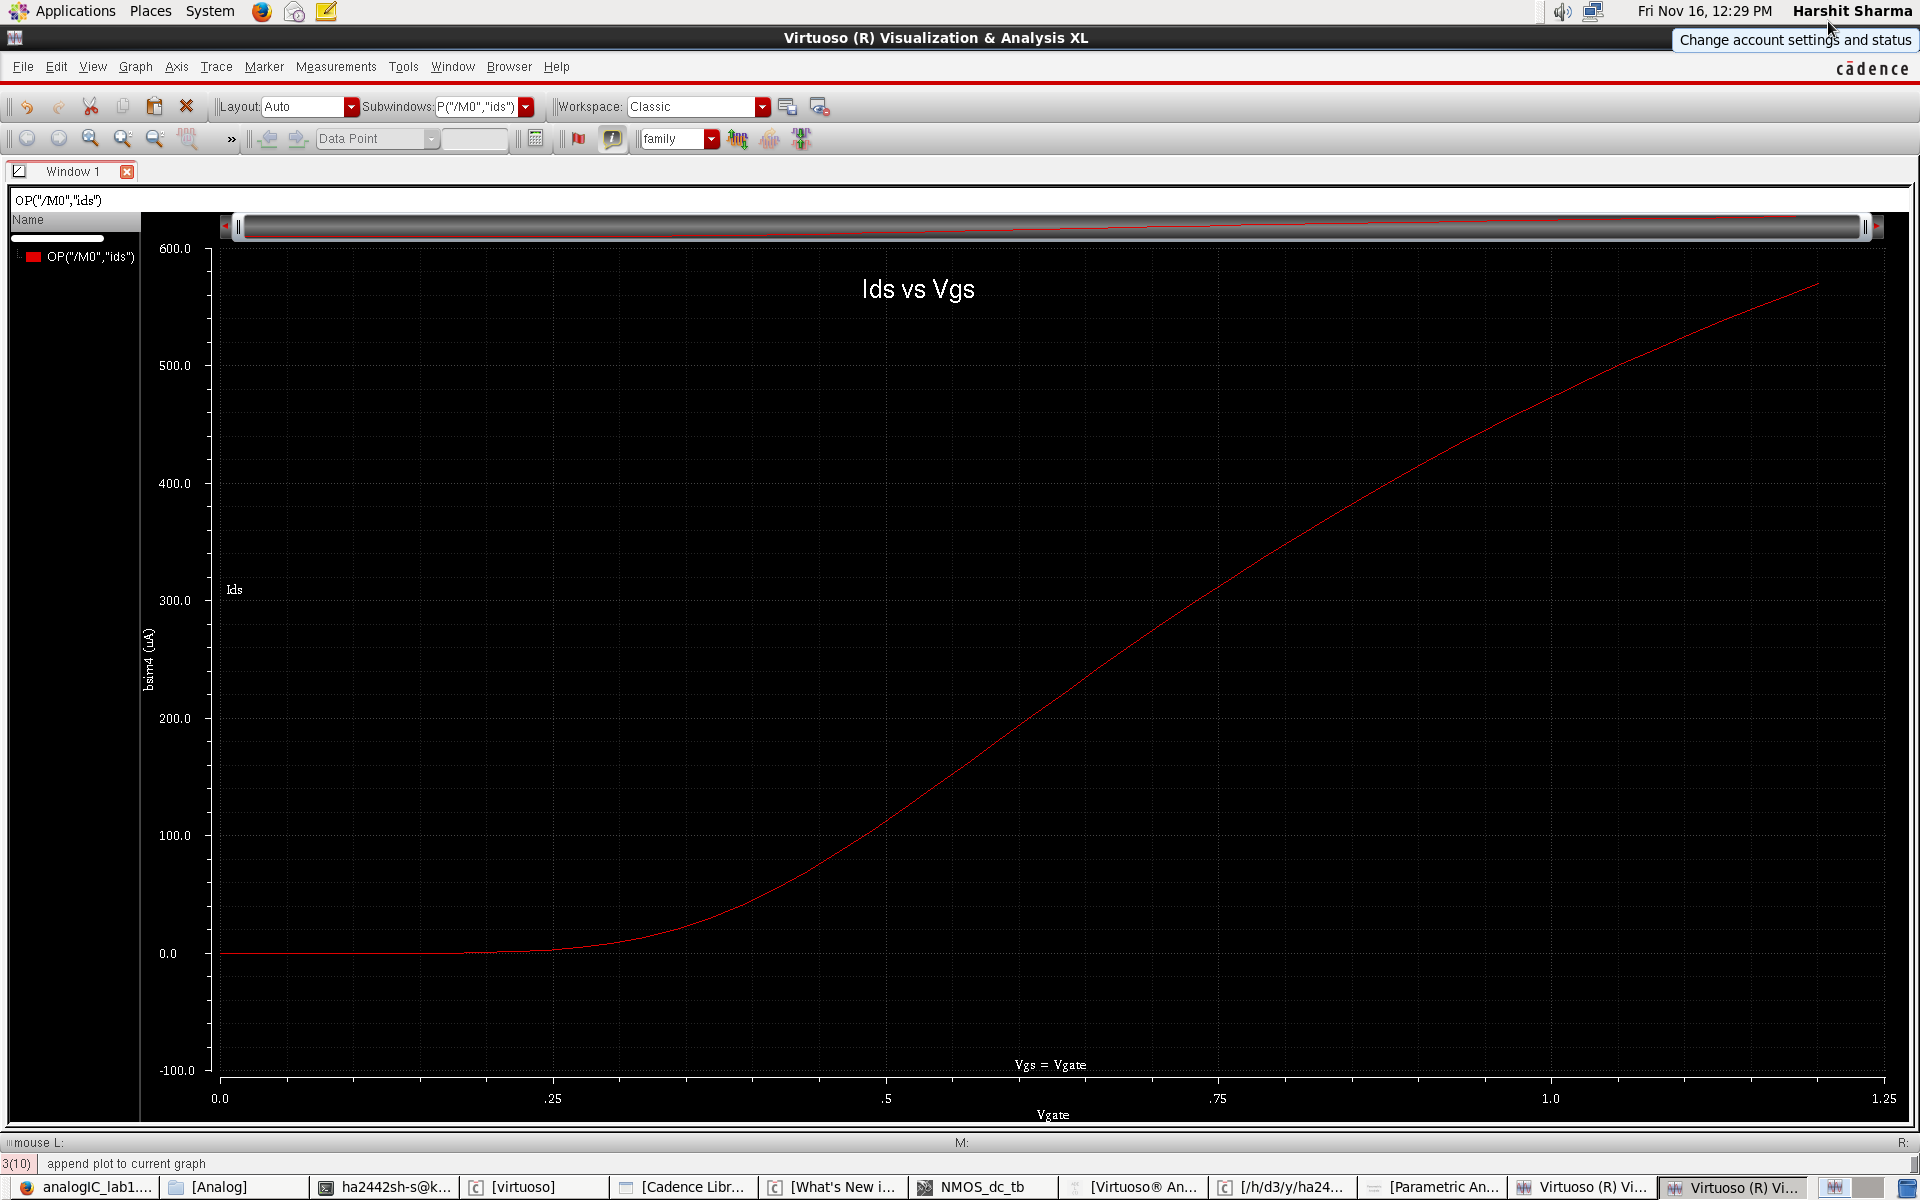 Applications Places System Fri Nov 16, 12:29 PM Harshit Sharma
Virtuoso (R) Visualization & Analysis XL
Change account settings and status
File Edit View Graph Axis Trace Marker Measurements Tools Window Browser Help
cādence
Layout: Auto Subwindows: P("/M0","ids") Workspace: Classic
» Data Point family
Window 1
OP("/M0","ids")
Name
OP("/M0","ids")
Ids vs Vgs
600.0
500.0
400.0
300.0
200.0
100.0
0.0
-100.0
Ids
bsim4 (uA)
Vgs = Vgate
0.0 .25 .5 .75 1.0 1.25
Vgate
mouse L: M: R:
3(10) append plot to current graph
analogIC_lab1.... [Analog] ha2442sh-s@k... [virtuoso] [Cadence Libr... [What's New i... NMOS_dc_tb [Virtuoso® An... [/h/d3/y/ha24... [Parametric An... Virtuoso (R) Vi... Virtuoso (R) Vi...